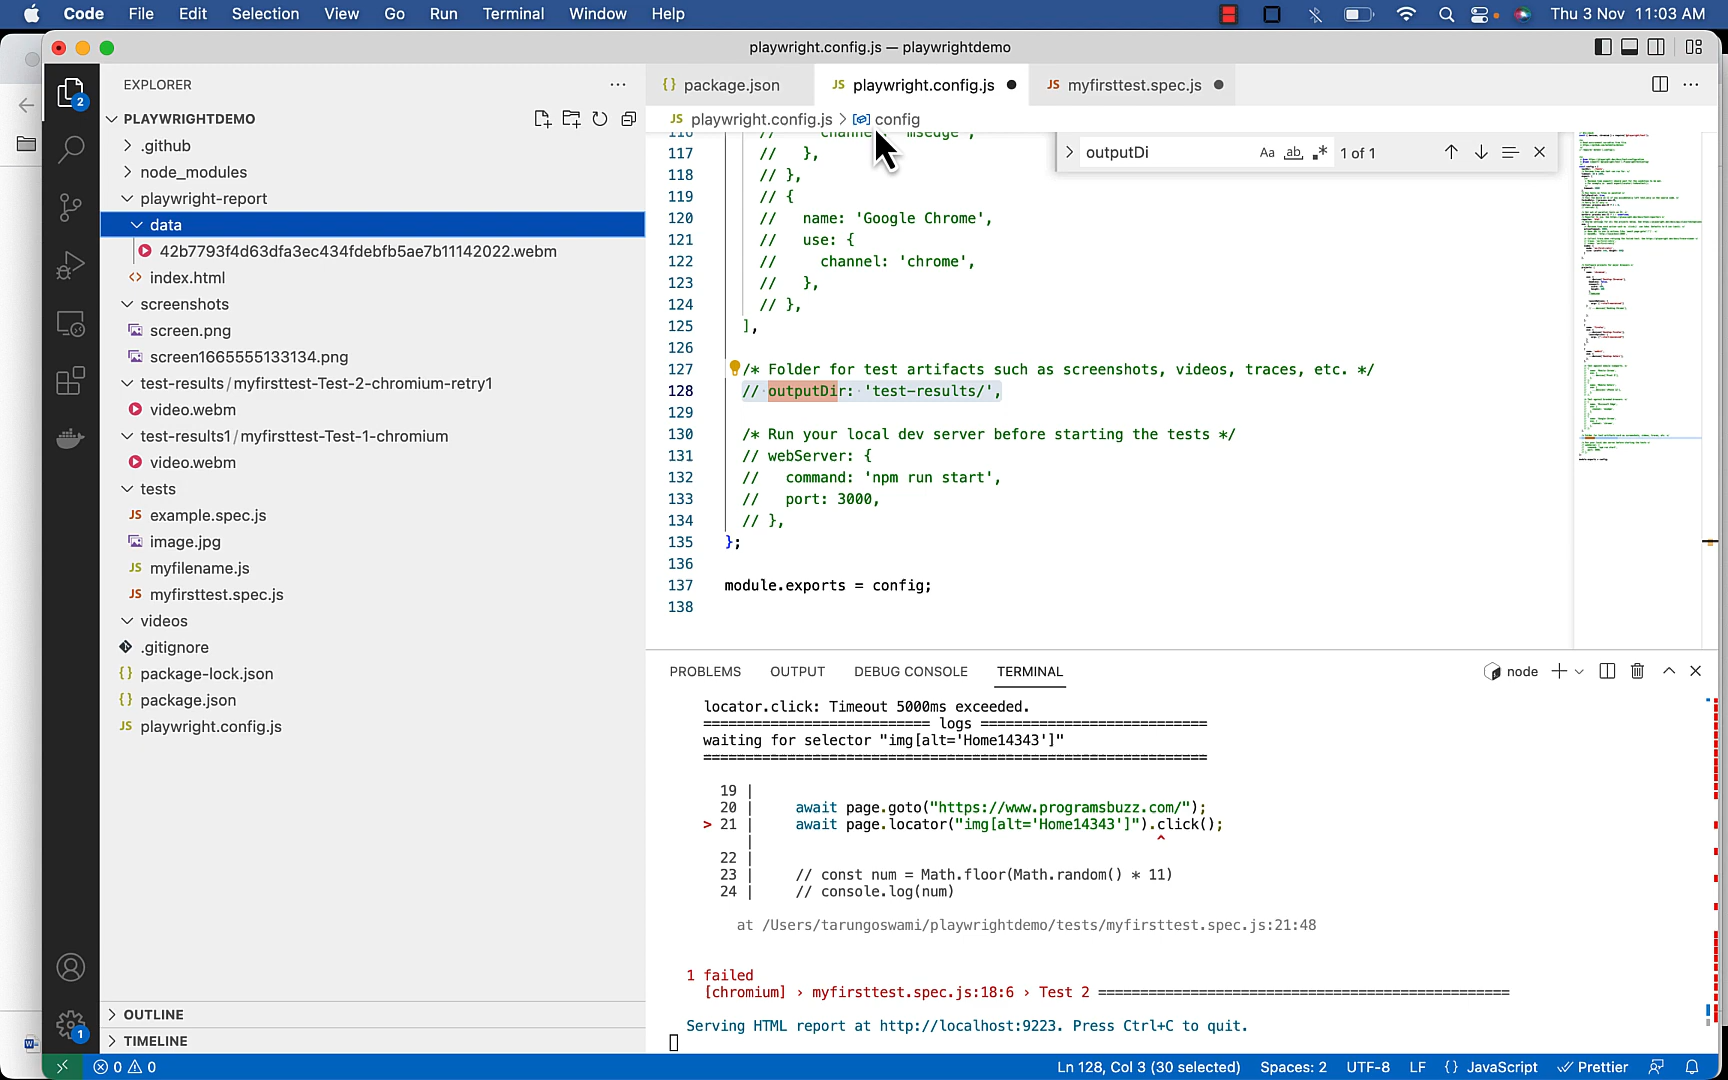 Code File Edit Selection View Go Run Terminal Window Help Thu 3 Nov 11:03 AM
playwright.config.js — playwrightdemo
EXPLORER
PLAYWRIGHTDEMO
.github
node_modules
playwright-report
data
42b7793f4d63dfa3ec434fdebfb5ae7b11142022.webm
index.html
screenshots
screen.png
screen1665555133134.png
test-results/myfirsttest-Test-2-chromium-retry1
video.webm
test-results1/myfirsttest-Test-1-chromium
video.webm
tests
JS example.spec.js
image.jpg
JS myfilename.js
JS myfirsttest.spec.js
videos
.gitignore
{} package-lock.json
{} package.json
JS playwright.config.js
OUTLINE
TIMELINE
2
1
{} package.json JS playwright.config.js JS myfirsttest.spec.js
JS playwright.config.js > config
outputDi Aa ab .* 1 of 1
116 // channel: 'msedge',
117 // },
118 // },
119 // {
120 // name: 'Google Chrome',
121 // use: {
122 // channel: 'chrome',
123 // },
124 // },
125 ],
126
127 /* Folder for test artifacts such as screenshots, videos, traces, etc. */
128 // outputDir: 'test-results/',
129
130 /* Run your local dev server before starting the tests */
131 // webServer: {
132 // command: 'npm run start',
133 // port: 3000,
134 // },
135 };
136
137 module.exports = config;
138
PROBLEMS OUTPUT DEBUG CONSOLE TERMINAL node
locator.click: Timeout 5000ms exceeded.
=========================== logs ===========================
waiting for selector "img[alt='Home14343']"
============================================================
19 |
20 | await page.goto("https://www.programsbuzz.com/");
> 21 | await page.locator("img[alt='Home14343']").click();
| ^
22 |
23 | // const num = Math.floor(Math.random() * 11)
24 | // console.log(num)
at /Users/tarungoswami/playwrightdemo/tests/myfirsttest.spec.js:21:48
1 failed
[chromium] › myfirsttest.spec.js:18:6 › Test 2 =================================================
Serving HTML report at http://localhost:9223. Press Ctrl+C to quit.
0 0 Ln 128, Col 3 (30 selected) Spaces: 2 UTF-8 LF {} JavaScript Prettier